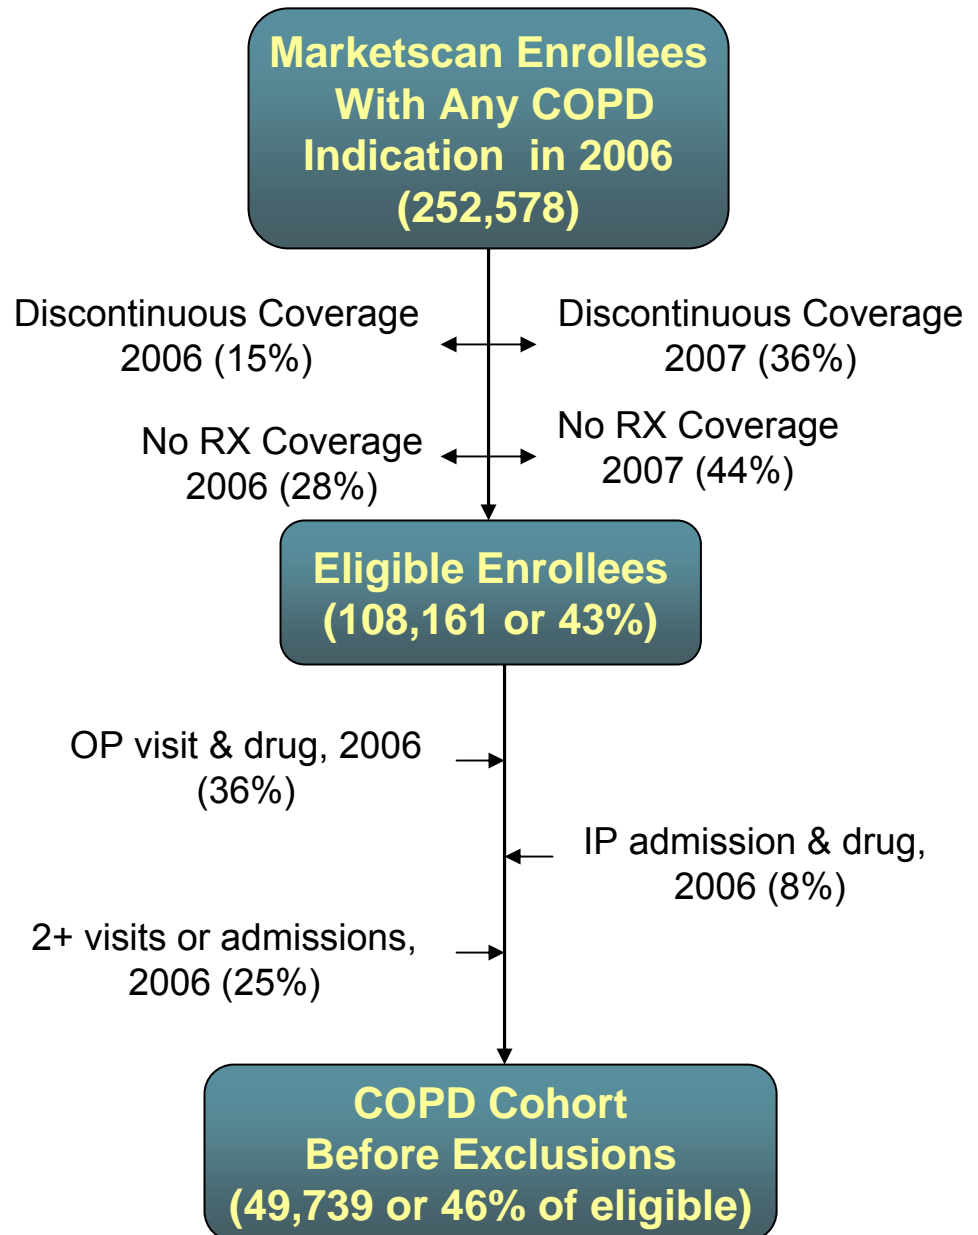 Marketscan Enrollees
With Any COPD
Indication in 2006
(252,578)
Discontinuous Coverage
2006 (15%)
Discontinuous Coverage
2007 (36%)
No RX Coverage
2006 (28%)
No RX Coverage
2007 (44%)
Eligible Enrollees
(108,161 or 43%)
OP visit & drug, 2006
(36%)
IP admission & drug,
2006 (8%)
2+ visits or admissions,
2006 (25%)
COPD Cohort
Before Exclusions
(49,739 or 46% of eligible)